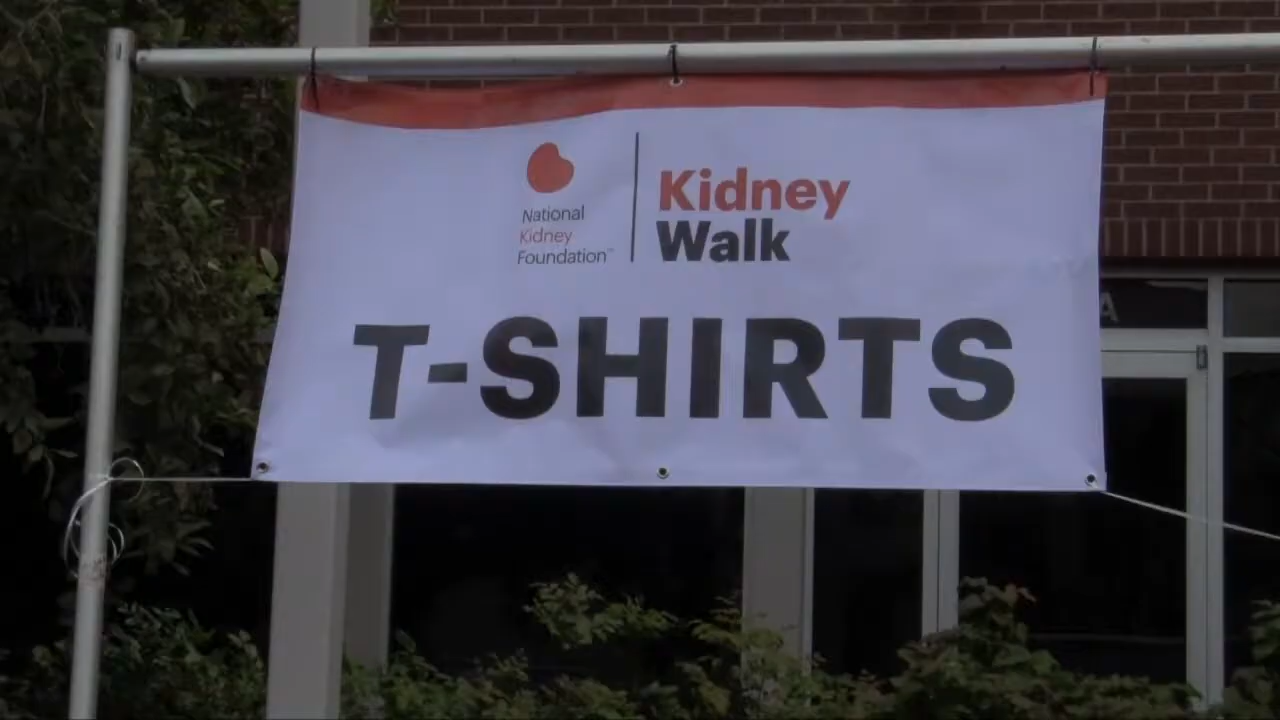 National
Kidney
Foundation™
Kidney
Walk
T-SHIRTS
A